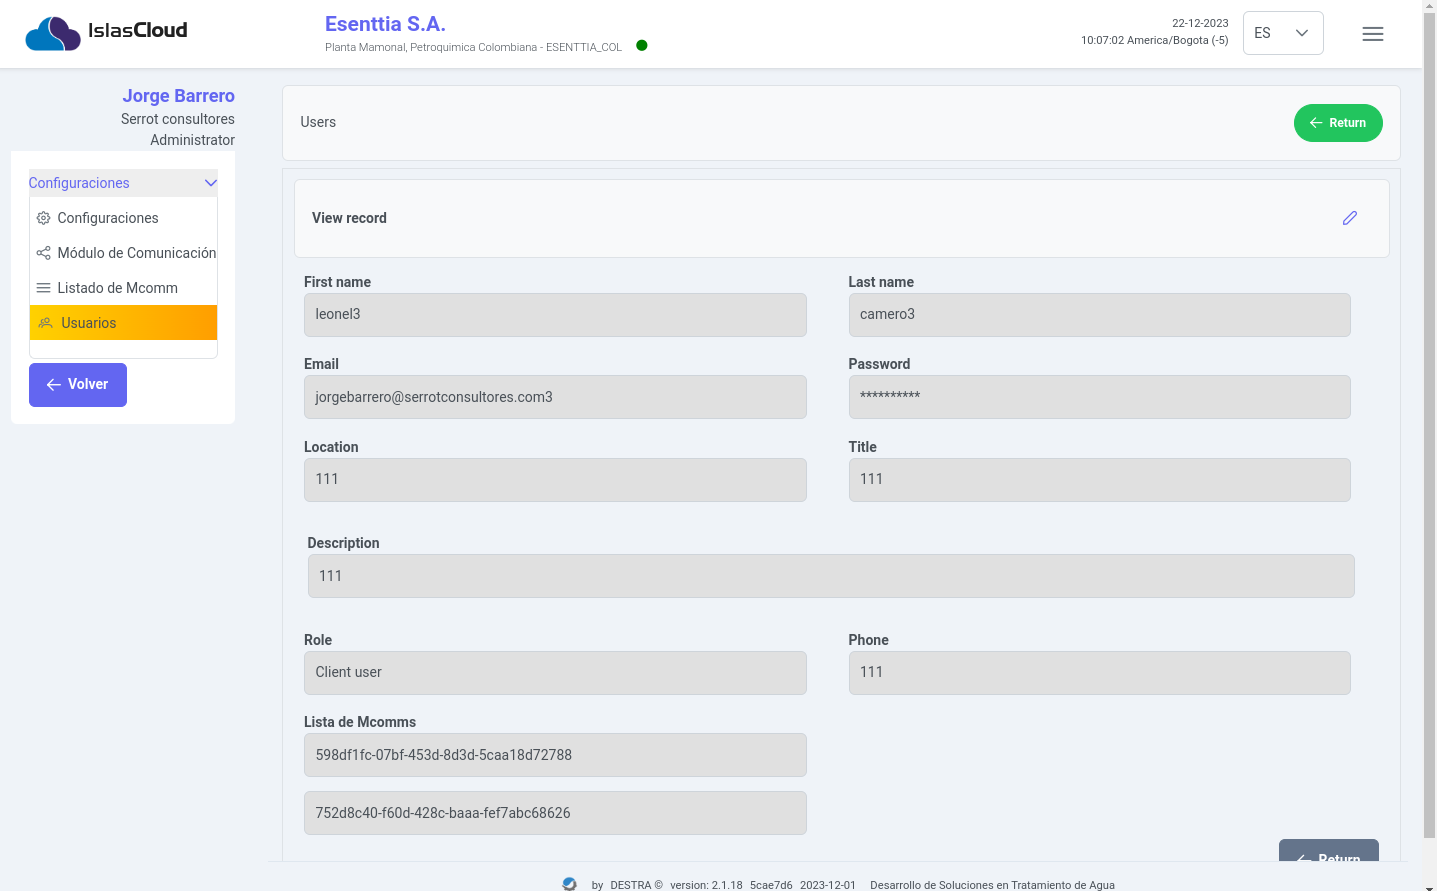 IslasCloud
Esenttia S.A.
Planta Mamonal, Petroquimica Colombiana - ESENTTIA_COL
22-12-2023
10:07:02 America/Bogota (-5)
ES
Jorge Barrero
Serrot consultores
Administrator
Configuraciones
Configuraciones
Módulo de Comunicación
Listado de Mcomm
Usuarios
Volver
Users
Return
View record
First name
Last name
leonel3
camero3
Email
Password
jorgebarrero@serrotconsultores.com3
**********
Location
Title
111
111
Description
111
Role
Phone
Client user
111
Lista de Mcomms
598df1fc-07bf-453d-8d3d-5caa18d72788
752d8c40-f60d-428c-baaa-fef7abc68626
Return
by DESTRA © version: 2.1.18 5cae7d6 2023-12-01 Desarrollo de Soluciones en Tratamiento de Agua